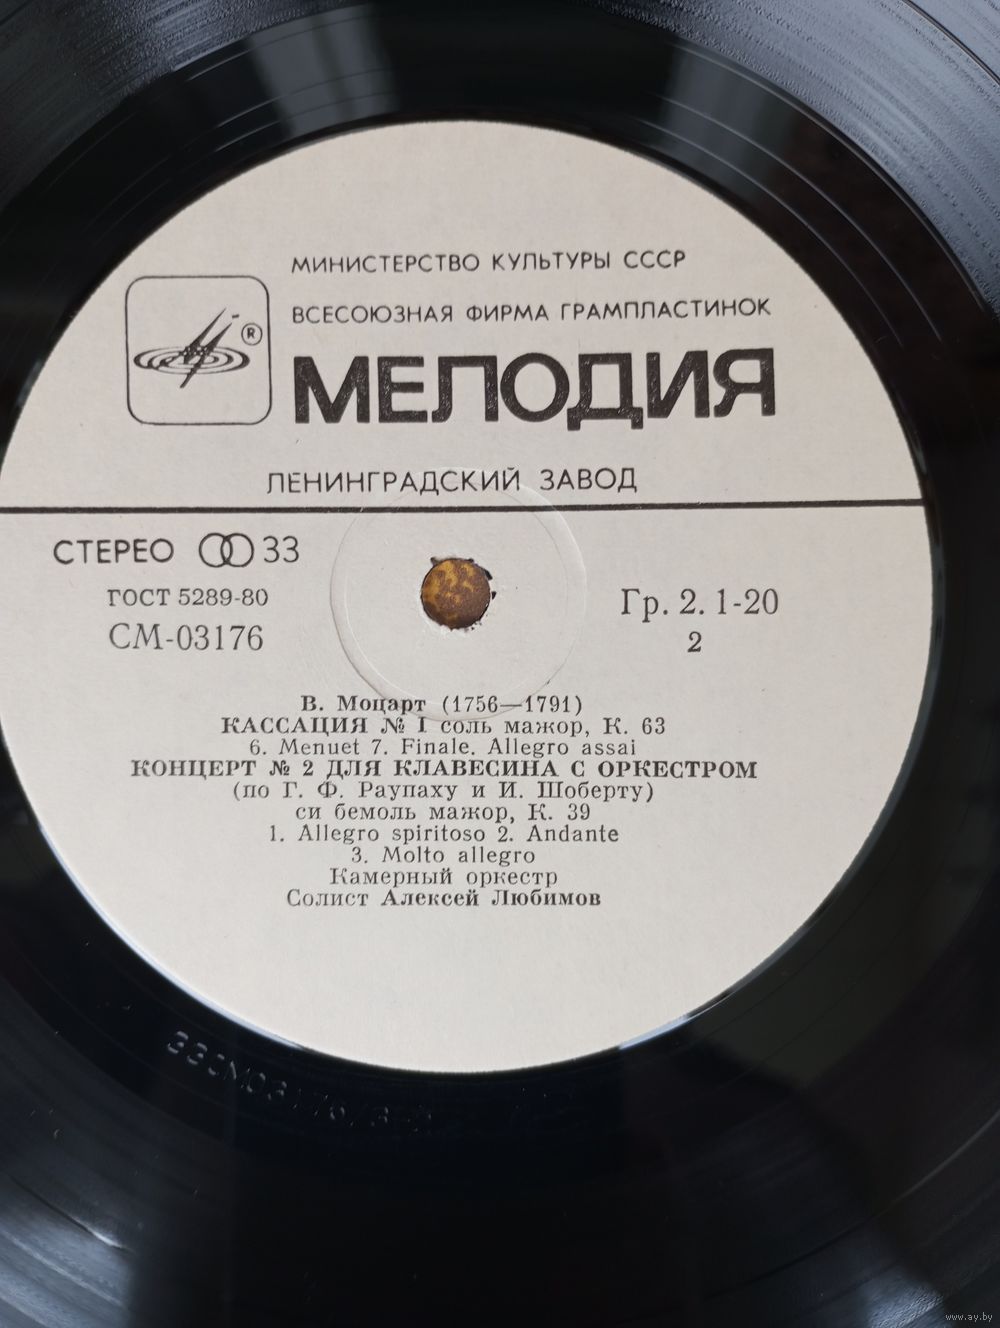 МИНИСТЕРСТВО КУЛЬТУРЫ СССР
ВСЕСОЮЗНАЯ ФИРМА ГРАМПЛАСТИНОК
®
МЕЛОДИЯ
ЛЕНИНГРАДСКИЙ ЗАВОД
СТЕРЕО 33
ГОСТ 5289-80
СМ-03176
Гр. 2. 1-20
2
В. Моцарт (1756—1791)
КАССАЦИЯ № 1 соль мажор, К. 63
6. Menuet 7. Finale. Allegro assai
КОНЦЕРТ № 2 ДЛЯ КЛАВЕСИНА С ОРКЕСТРОМ
(по Г. Ф. Раупаху и И. Шоберту)
си бемоль мажор, К. 39
1. Allegro spiritoso 2. Andante
3. Molto allegro
Камерный оркестр
Солист Алексей Любимов
www.ay.by